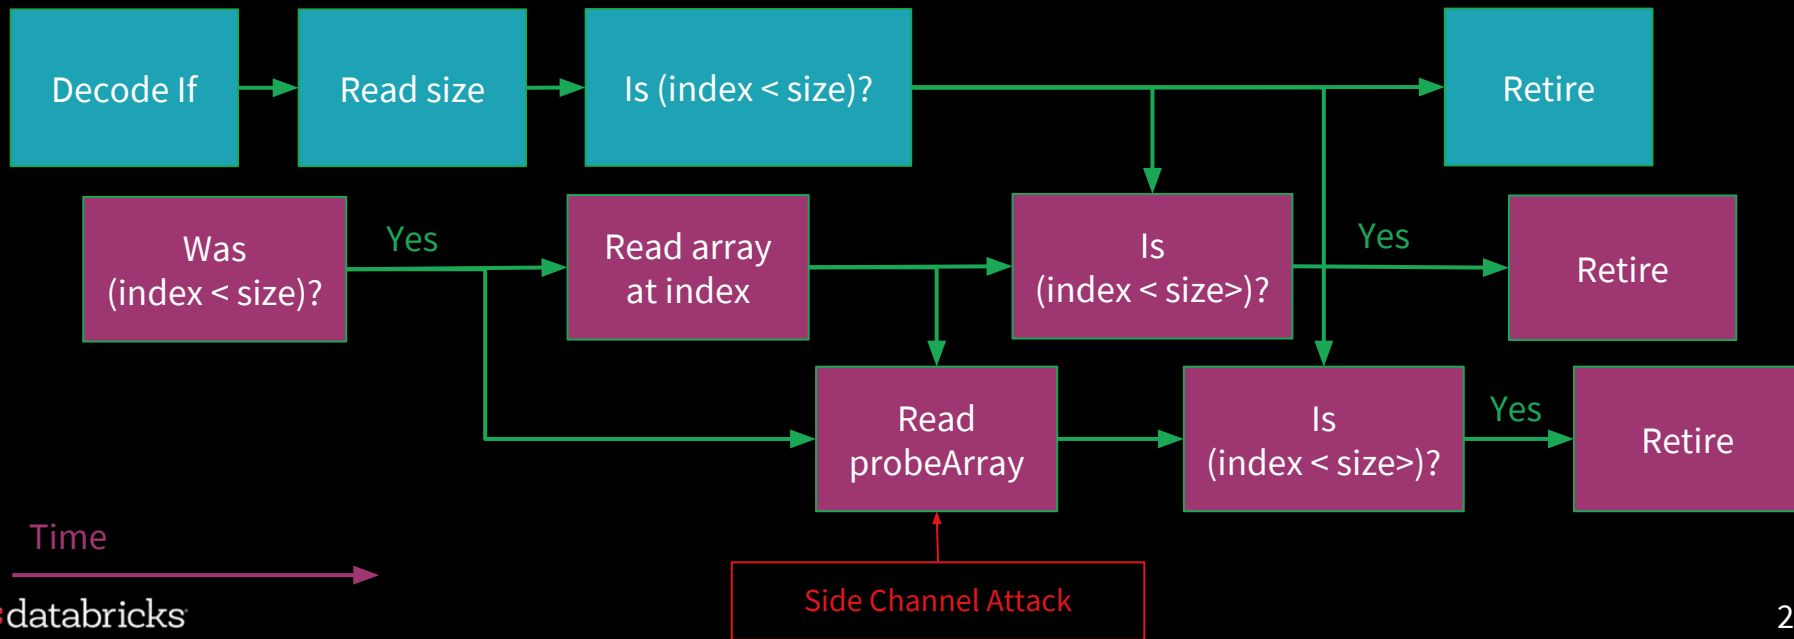 Decode If
Read size
Is (index < size)?
Retire
Was
(index < size)?
Yes
Read array
at index
Is
(index < size>)?
Yes
Retire
Read
probeArray
Is
(index < size>)?
Yes
Retire
Time
Side Channel Attack
databricks
2